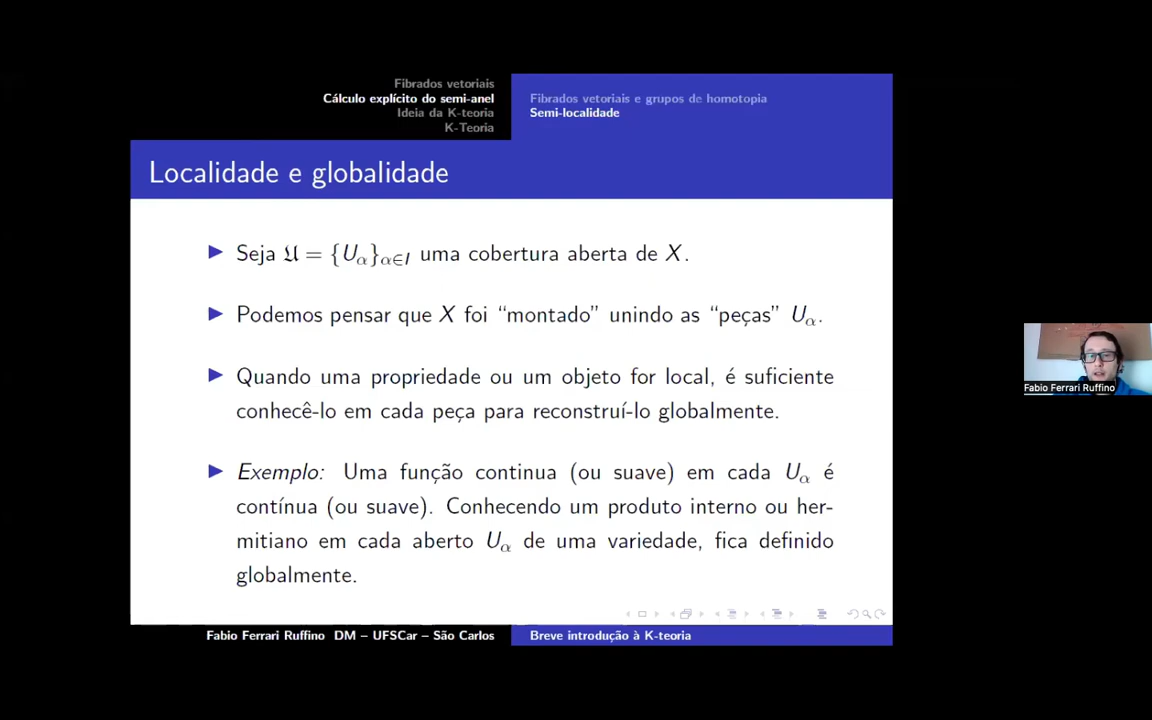 Fibrados vetoriais
Cálculo explícito do semi-anel
Ideia da K-teoria
K-Teoria
Fibrados vetoriais e grupos de homotopia
Semi-localidade
Localidade e globalidade
Seja 𝔘 = {U_α}_{α∈I} uma cobertura aberta de X.
Podemos pensar que X foi “montado” unindo as “peças” U_α.
Quando uma propriedade ou um objeto for local, é suficiente
conhecê-lo em cada peça para reconstruí-lo globalmente.
Exemplo: Uma função continua (ou suave) em cada U_α é
contínua (ou suave). Conhecendo um produto interno ou her-
mitiano em cada aberto U_α de uma variedade, fica definido
globalmente.
Fabio Ferrari Ruffino DM – UFSCar – São Carlos
Breve introdução à K-teoria
Fabio Ferrari Ruffino